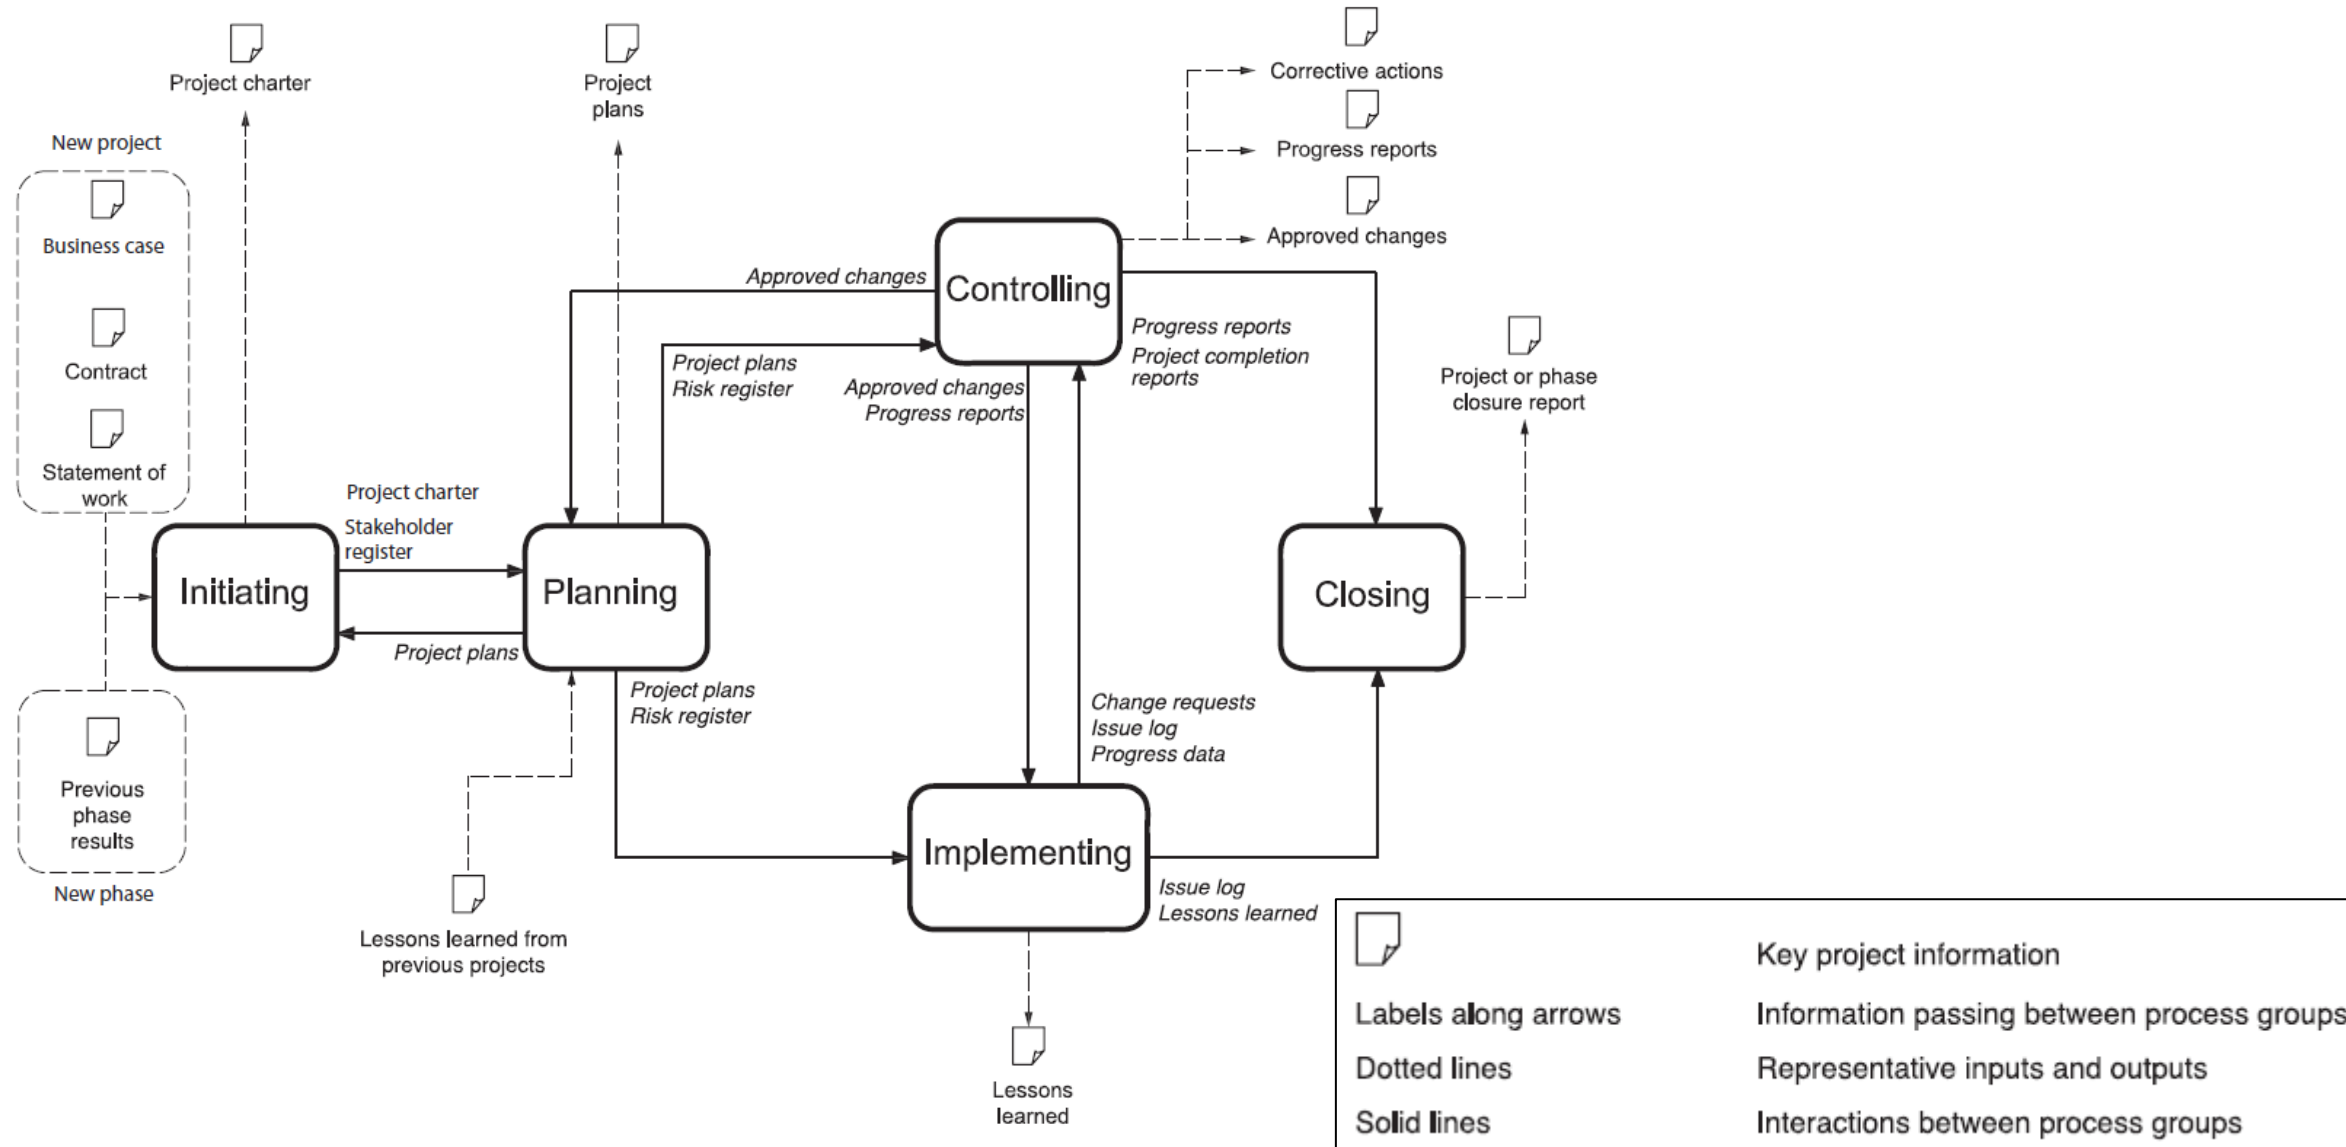 Project charter
Project
plans
Corrective actions
Progress reports
Approved changes
New project
Business case
Contract
Statement of
work
Project charter
Stakeholder
register
Initiating
Planning
Project plans
Previous
phase
results
New phase
Lessons learned from
previous projects
Approved changes
Controlling
Project plans
Risk register
Approved changes
Progress reports
Progress reports
Project completion
reports
Project or phase
closure report
Closing
Project plans
Risk register
Change requests
Issue log
Progress data
Implementing
Issue log
Lessons learned
Lessons
learned
Key project information
Labels along arrows Information passing between process groups
Dotted lines Representative inputs and outputs
Solid lines Interactions between process groups